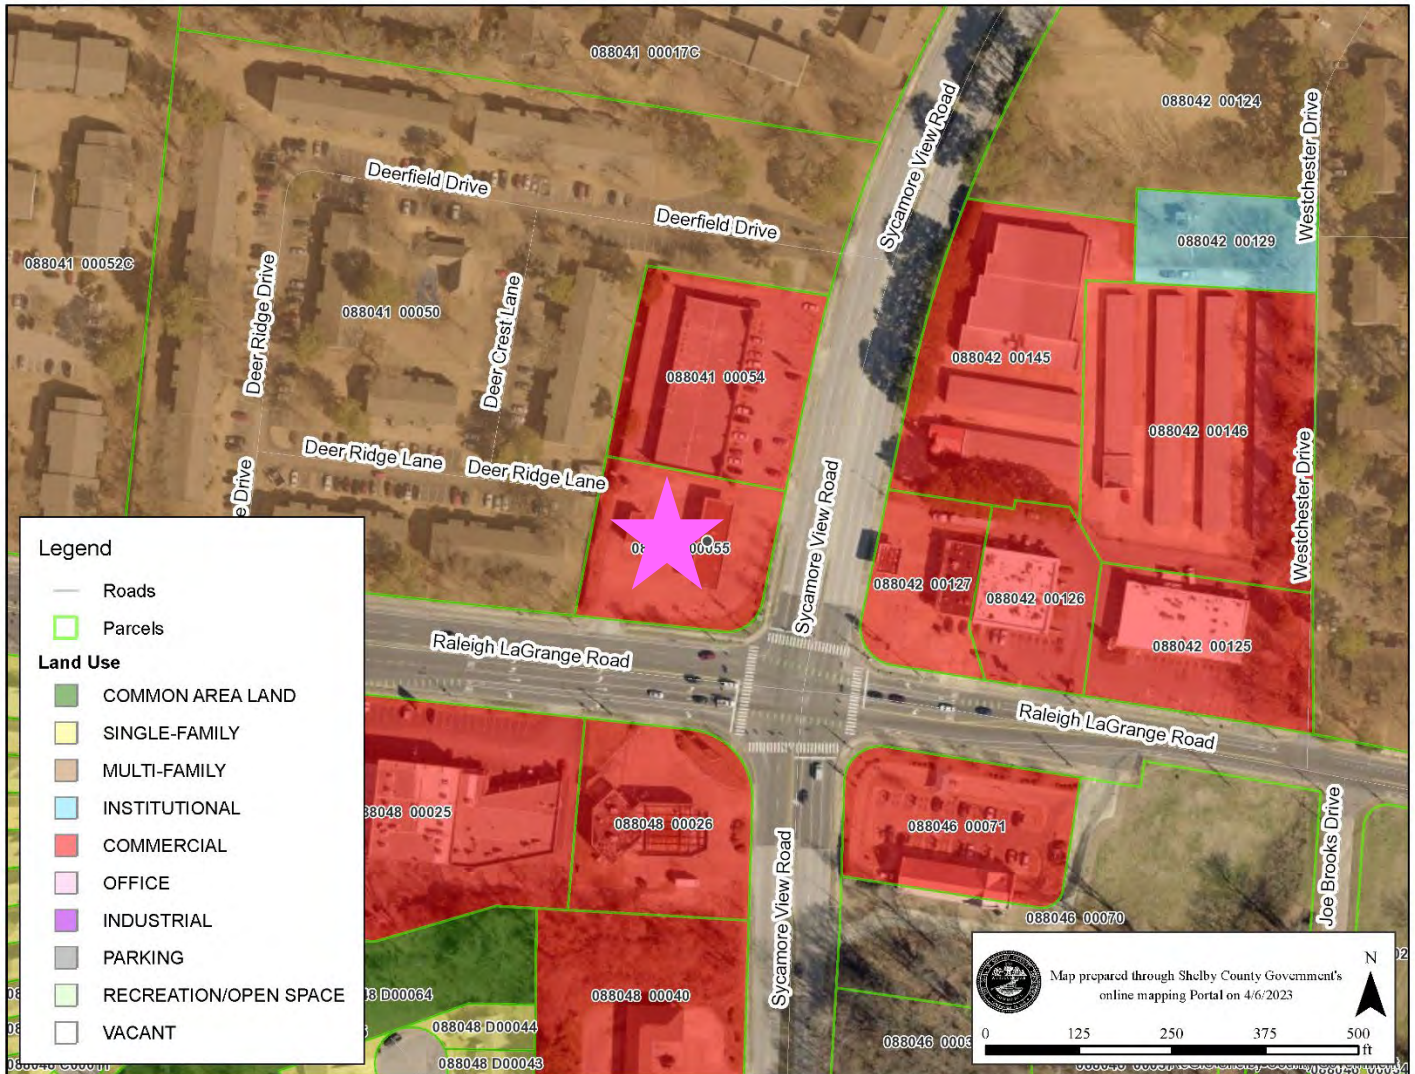 088041 00017C
088042 00124
Sycamore View Road
Westchester Drive
Deerfield Drive
Deerfield Drive
088042 00129
088041 00052C
Deer Ridge Drive
088041 00050
Deer Crest Lane
088042 00145
088041 00054
088042 00146
Deer Ridge Lane
Deer Ridge Lane
Westchester Drive
Sycamore View Road
00055
088042 00127
088042 00126
088042 00125
Raleigh LaGrange Road
Raleigh LaGrange Road
88048 00025
088048 00026
088046 00071
Joe Brooks Drive
Sycamore View Road
088046 00070
D00064
088048 00040
088048 D00044
088048 D00043
Legend
Roads
Parcels
Land Use
COMMON AREA LAND
SINGLE-FAMILY
MULTI-FAMILY
INSTITUTIONAL
COMMERCIAL
OFFICE
INDUSTRIAL
PARKING
RECREATION/OPEN SPACE
VACANT
Map prepared through Shelby County Government's
online mapping Portal on 4/6/2023
N
0 125 250 375 500
ft